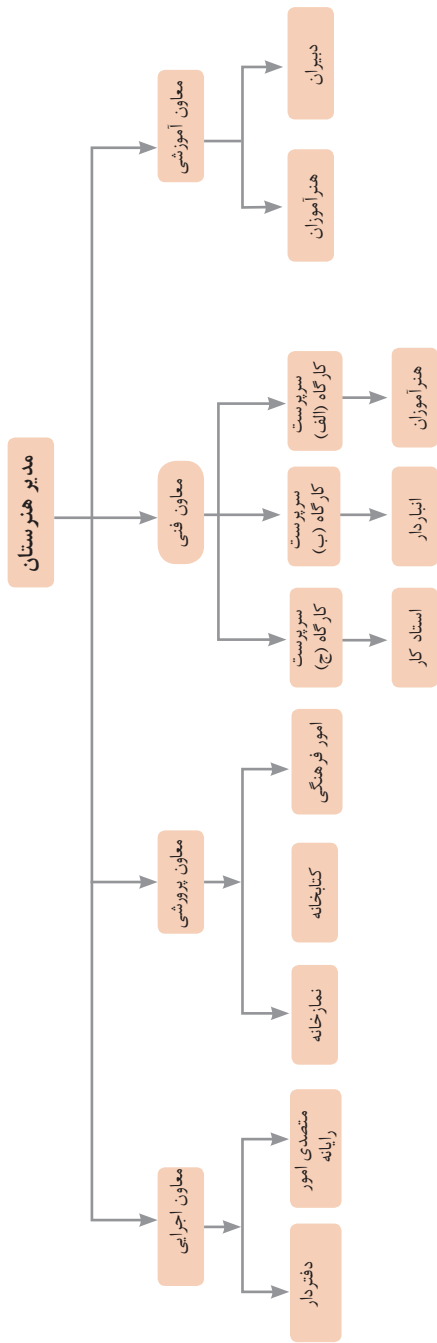 مدیر هنرستان
معاون آموزشی
معاون فنی
معاون پرورشی
معاون اجرایی
دبیران
هنرآموزان
سرپرست
کارگاه (الف)
سرپرست
کارگاه (ب)
سرپرست
کارگاه (ج)
امور فرهنگی
کتابخانه
نمازخانه
متصدی امور
رایانه
دفتردار
هنرآموزان
انباردار
استاد کار